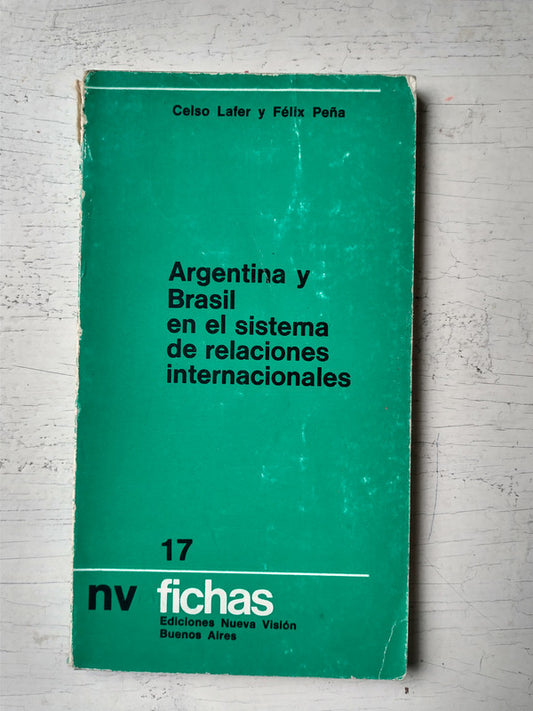 Celso Lafer y Félix Peña
Argentina y
Brasil
en el sistema
de relaciones
internacionales
17
nv fichas
Ediciones Nueva Visión
Buenos Aires